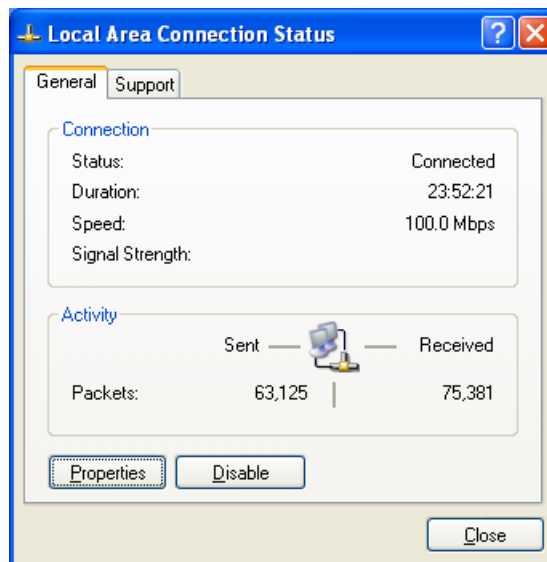 Local Area Connection Status
General Support
Connection
Status: Connected
Duration: 23:52:21
Speed: 100.0 Mbps
Signal Strength:
Activity
Sent Received
Packets: 63,125 75,381
Properties Disable
Close